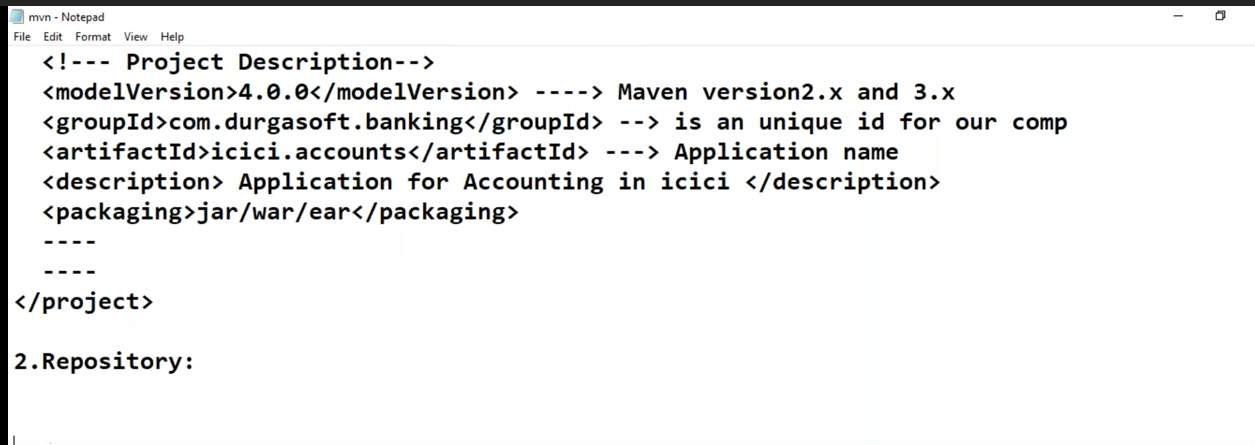 mvn - Notepad
File Edit Format View Help
<!--- Project Description-->
<modelVersion>4.0.0</modelVersion> ----> Maven version2.x and 3.x
<groupId>com.durgasoft.banking</groupId> --> is an unique id for our comp
<artifactId>icici.accounts</artifactId> ---> Application name
<description> Application for Accounting in icici </description>
<packaging>jar/war/ear</packaging>
----
----
</project>
2.Repository: